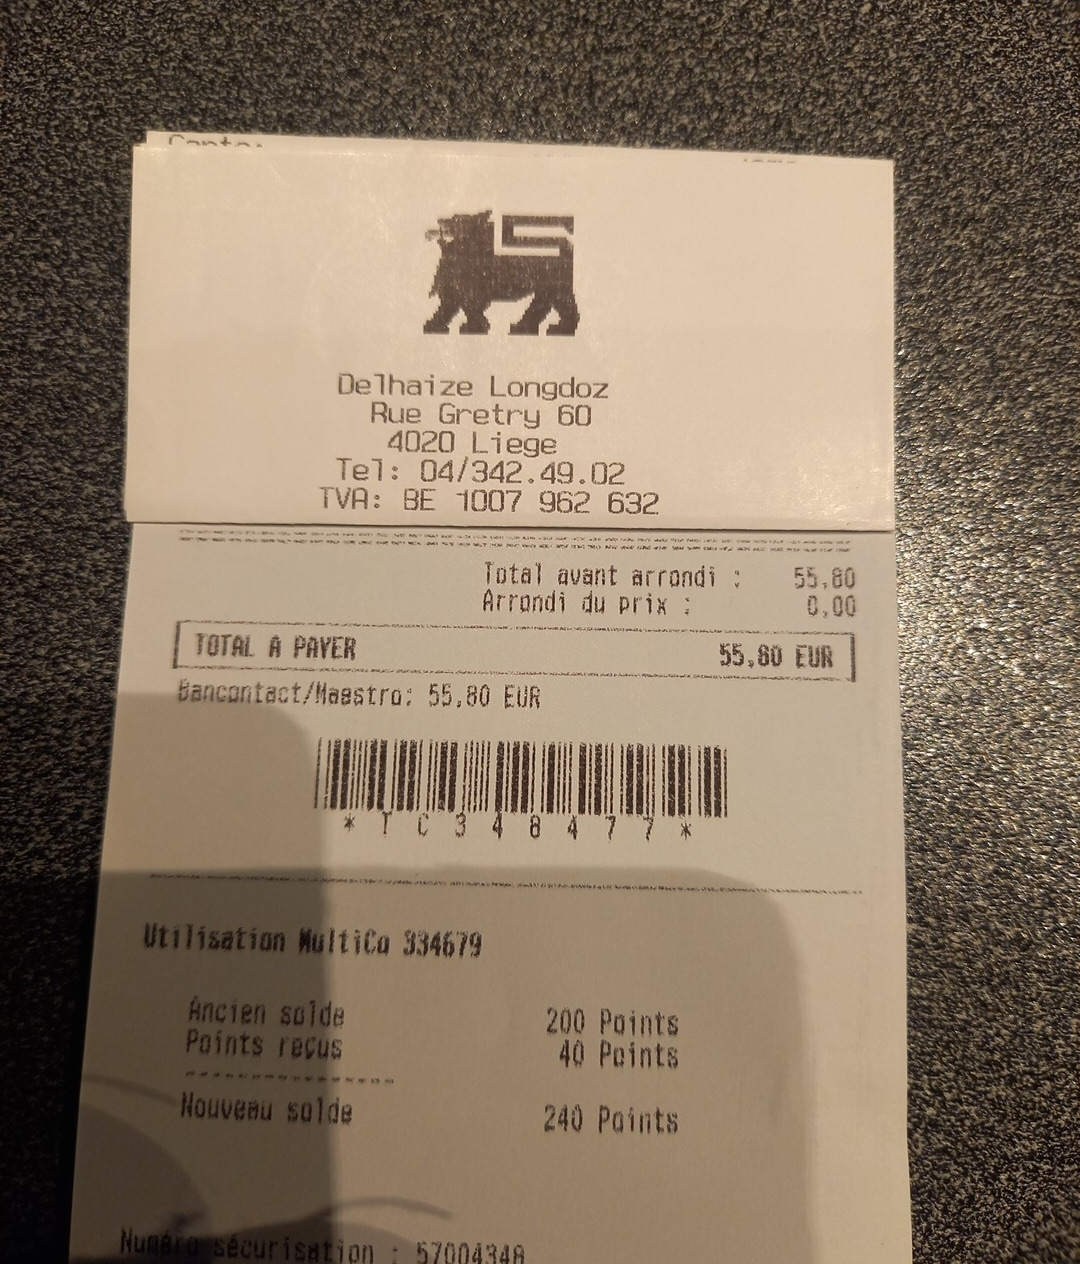 Delhaize Longdoz
Rue Gretry 60
4020 Liege
Tel: 04/342.49.02
TVA: BE 1007 962 632
Total avant arrondi : 55,80
Arrondi du prix : 0,00
TOTAL A PAYER 55,80 EUR
Bancontact/Maestro: 55,80 EUR
*TC348477*
Utilisation MultiCo 334679
Ancien solde 200 Points
Points reçus 40 Points
Nouveau solde 240 Points
Numéro sécurisation : 57004348